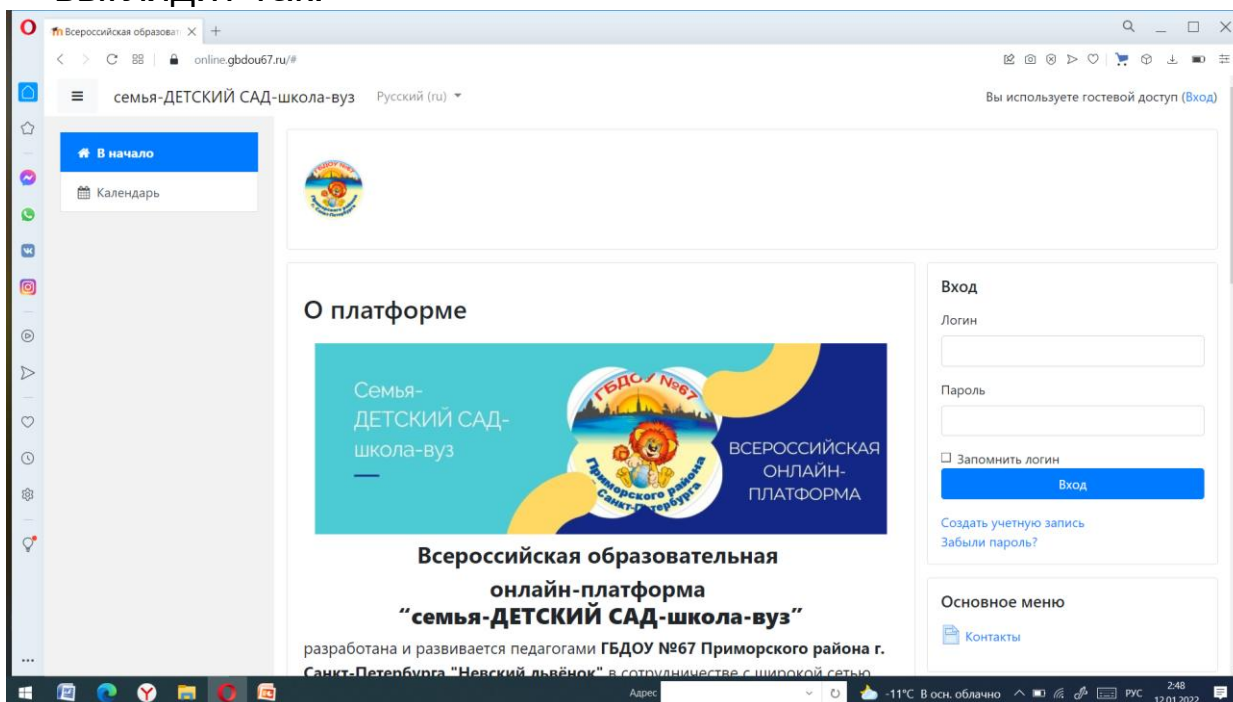 Всероссийская образоват
online.gbdou67.ru/#
семья-ДЕТСКИЙ САД-школа-вуз Русский (ru)
Вы используете гостевой доступ (Вход)
В начало
Календарь
О платформе
Семья-
ДЕТСКИЙ САД-
школа-вуз
ГБДОУ №67
Приморского района
г. Санкт-Петербурга
ВСЕРОССИЙСКАЯ
ОНЛАЙН-
ПЛАТФОРМА
Всероссийская образовательная
онлайн-платформа
“семья-ДЕТСКИЙ САД-школа-вуз”
разработана и развивается педагогами ГБДОУ №67 Приморского района г.
Санкт-Петербурга "Невский львёнок" в сотрудничестве с широкой сетью
Вход
Логин
Пароль
Запомнить логин
Вход
Создать учетную запись
Забыли пароль?
Основное меню
Контакты
Адрес
-11°C В осн. облачно
РУС
2:48
12.01.2022